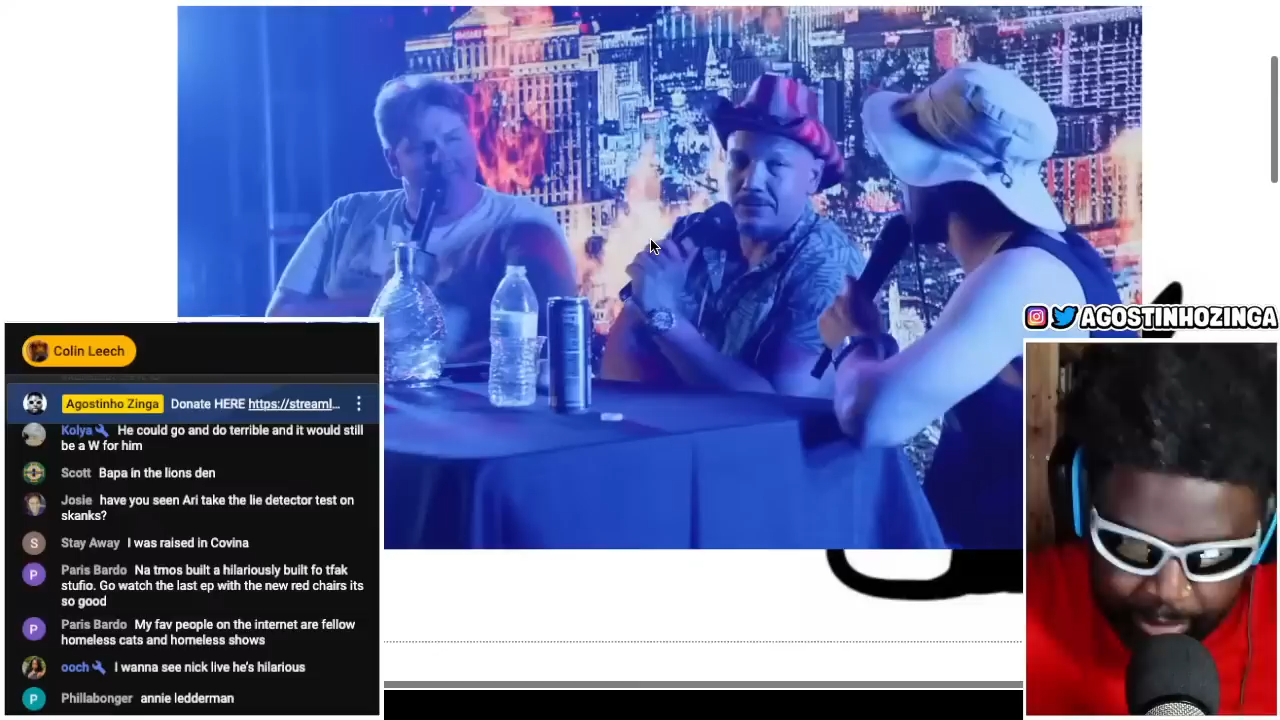 AGOSTINHOZINGA
Colin Leech
Agostinho Zinga Donate HERE https://streaml...
Kolya He could go and do terrible and it would still
be a W for him
Scott Bapa in the lions den
Josie have you seen Ari take the lie detector test on
skanks?
S Stay Away I was raised in Covina
P Paris Bardo Na tmos built a hilariously built fo tfak
stufio. Go watch the last ep with the new red chairs its
so good
P Paris Bardo My fav people on the internet are fellow
homeless cats and homeless shows
ooch I wanna see nick live he's hilarious
P Phillabonger annie ledderman